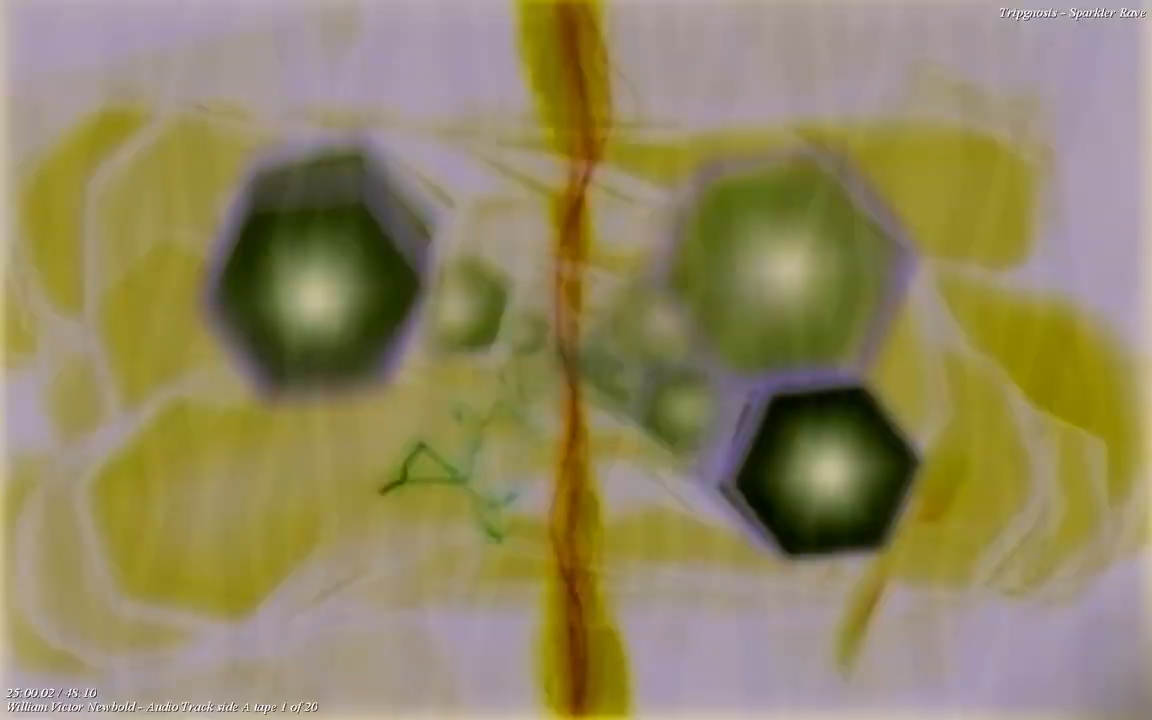 Tripgnosis - Sparkler Rave
25:00.02 / 48:10
William Victor Newbold - Audio Track side A tape 1 of 20